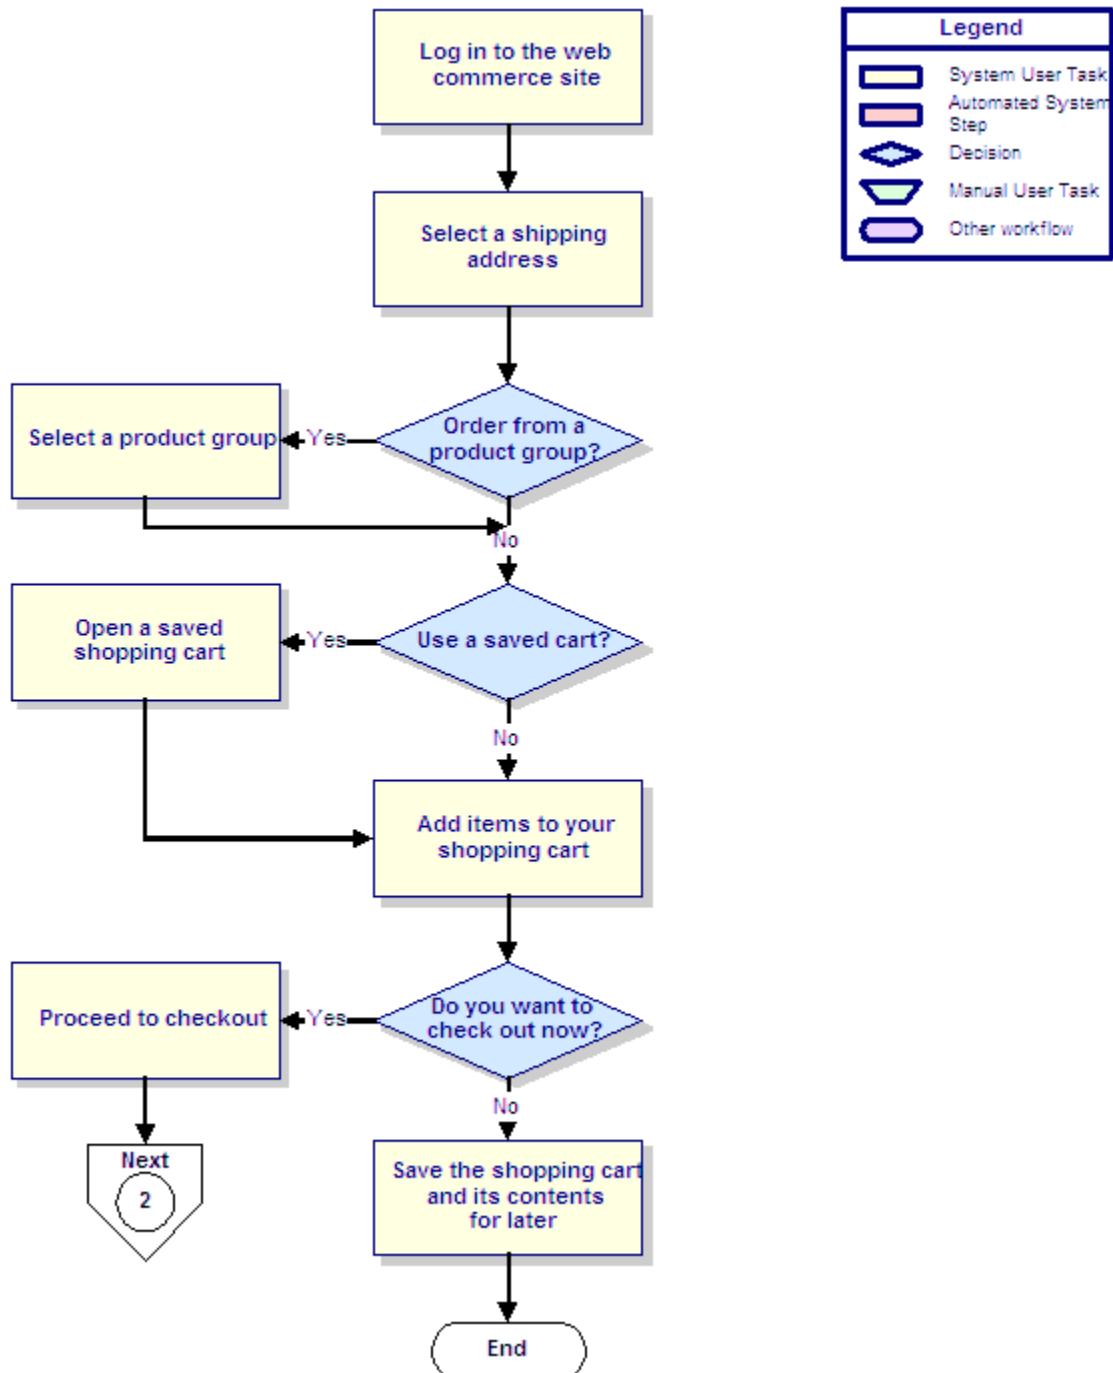 Log in to the web
commerce site
Legend
System User Task
Automated System
Step
Decision
Manual User Task
Other workflow
Select a shipping
address
Select a product group
Yes
Order from a
product group?
No
Open a saved
shopping cart
Yes
Use a saved cart?
No
Add items to your
shopping cart
Proceed to checkout
Yes
Do you want to
check out now?
No
Next
2
Save the shopping cart
and its contents
for later
End